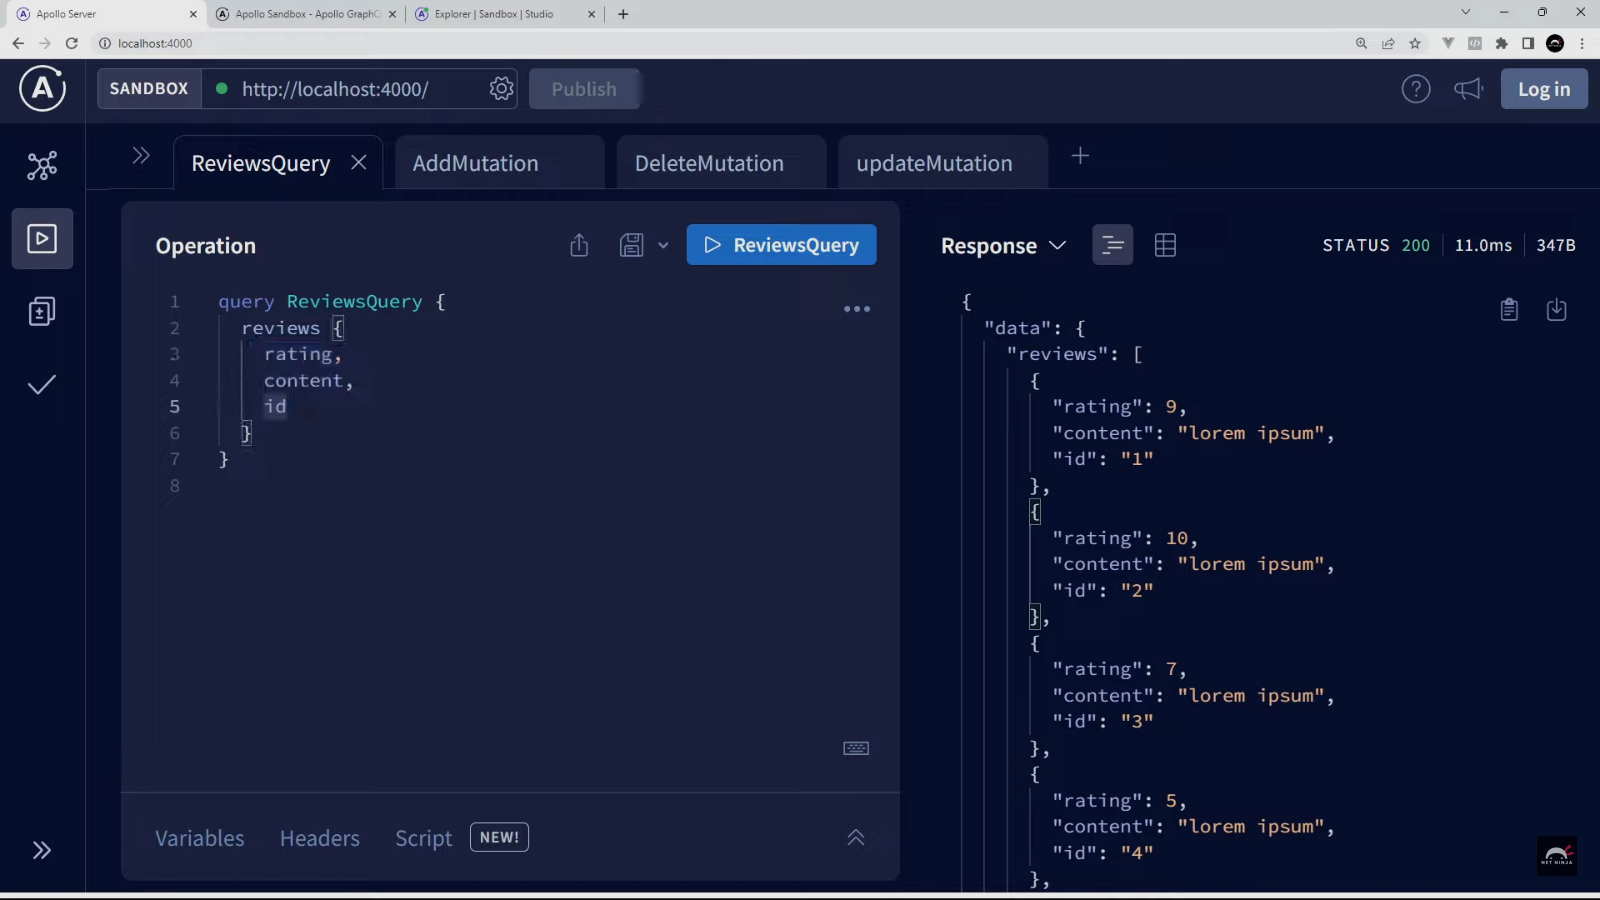 Apollo Server
Apollo Sandbox - Apollo GraphQ
Explorer | Sandbox | Studio
localhost:4000
SANDBOX
http://localhost:4000/
Publish
Log in
ReviewsQuery
AddMutation
DeleteMutation
updateMutation
Operation
ReviewsQuery
1 query ReviewsQuery {
2 reviews {
3 rating,
4 content,
5 id
6 }
7 }
8
Variables
Headers
Script
NEW!
Response
STATUS 200
11.0ms
347B
{
"data": {
"reviews": [
{
"rating": 9,
"content": "lorem ipsum",
"id": "1"
},
{
"rating": 10,
"content": "lorem ipsum",
"id": "2"
},
{
"rating": 7,
"content": "lorem ipsum",
"id": "3"
},
{
"rating": 5,
"content": "lorem ipsum",
"id": "4"
},
NET NINJA